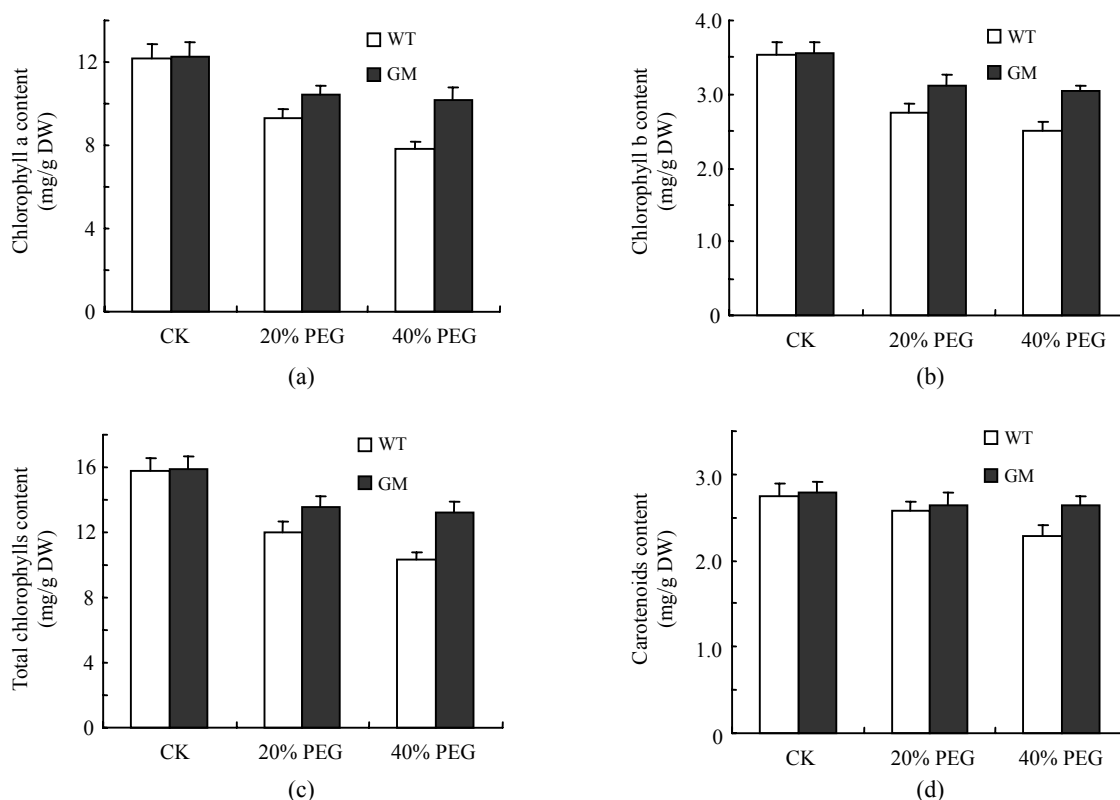 Chlorophyll a content
(mg/g DW)
12
8
4
0
WT
GM
CK 20% PEG 40% PEG
(a)
Chlorophyll b content
(mg/g DW)
4.0
3.0
2.0
1.0
0
WT
GM
CK 20% PEG 40% PEG
(b)
Total chlorophylls content
(mg/g DW)
16
12
8
4
0
WT
GM
CK 20% PEG 40% PEG
(c)
Carotenoids content
(mg/g DW)
3.0
2.0
1.0
0
WT
GM
CK 20% PEG 40% PEG
(d)